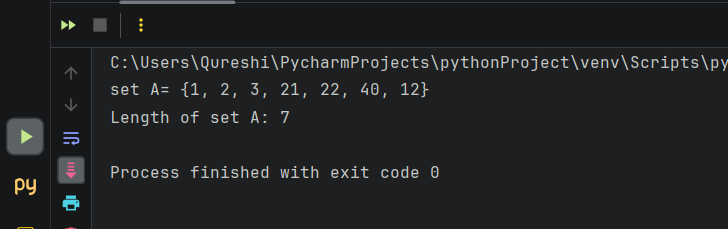 C:\Users\Qureshi\PycharmProjects\pythonProject\venv\Scripts\py
set A= {1, 2, 3, 21, 22, 40, 12}
Length of set A: 7
Process finished with exit code 0
py